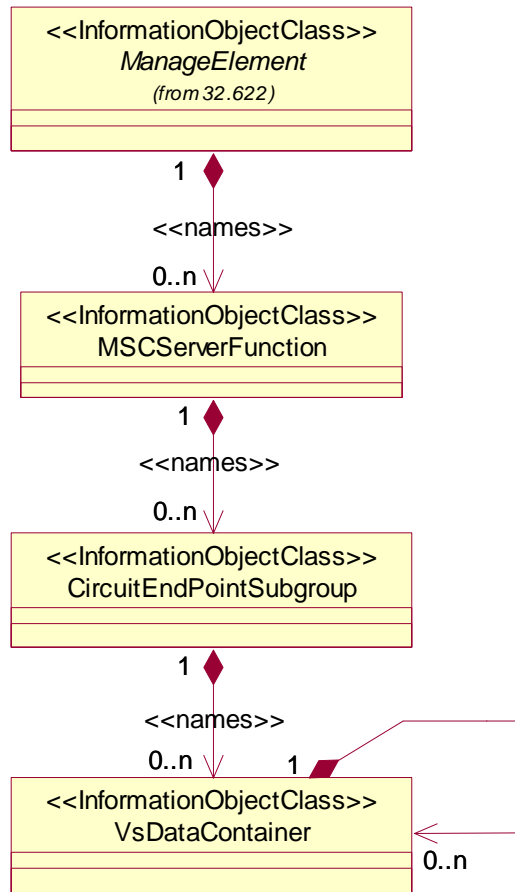 <<InformationObjectClass>>
ManageElement
(from 32.622)
1
<<names>>
0..n
<<InformationObjectClass>>
MSCServerFunction
1
<<names>>
0..n
<<InformationObjectClass>>
CircuitEndPointSubgroup
1
<<names>>
0..n
1
<<InformationObjectClass>>
VsDataContainer
0..n